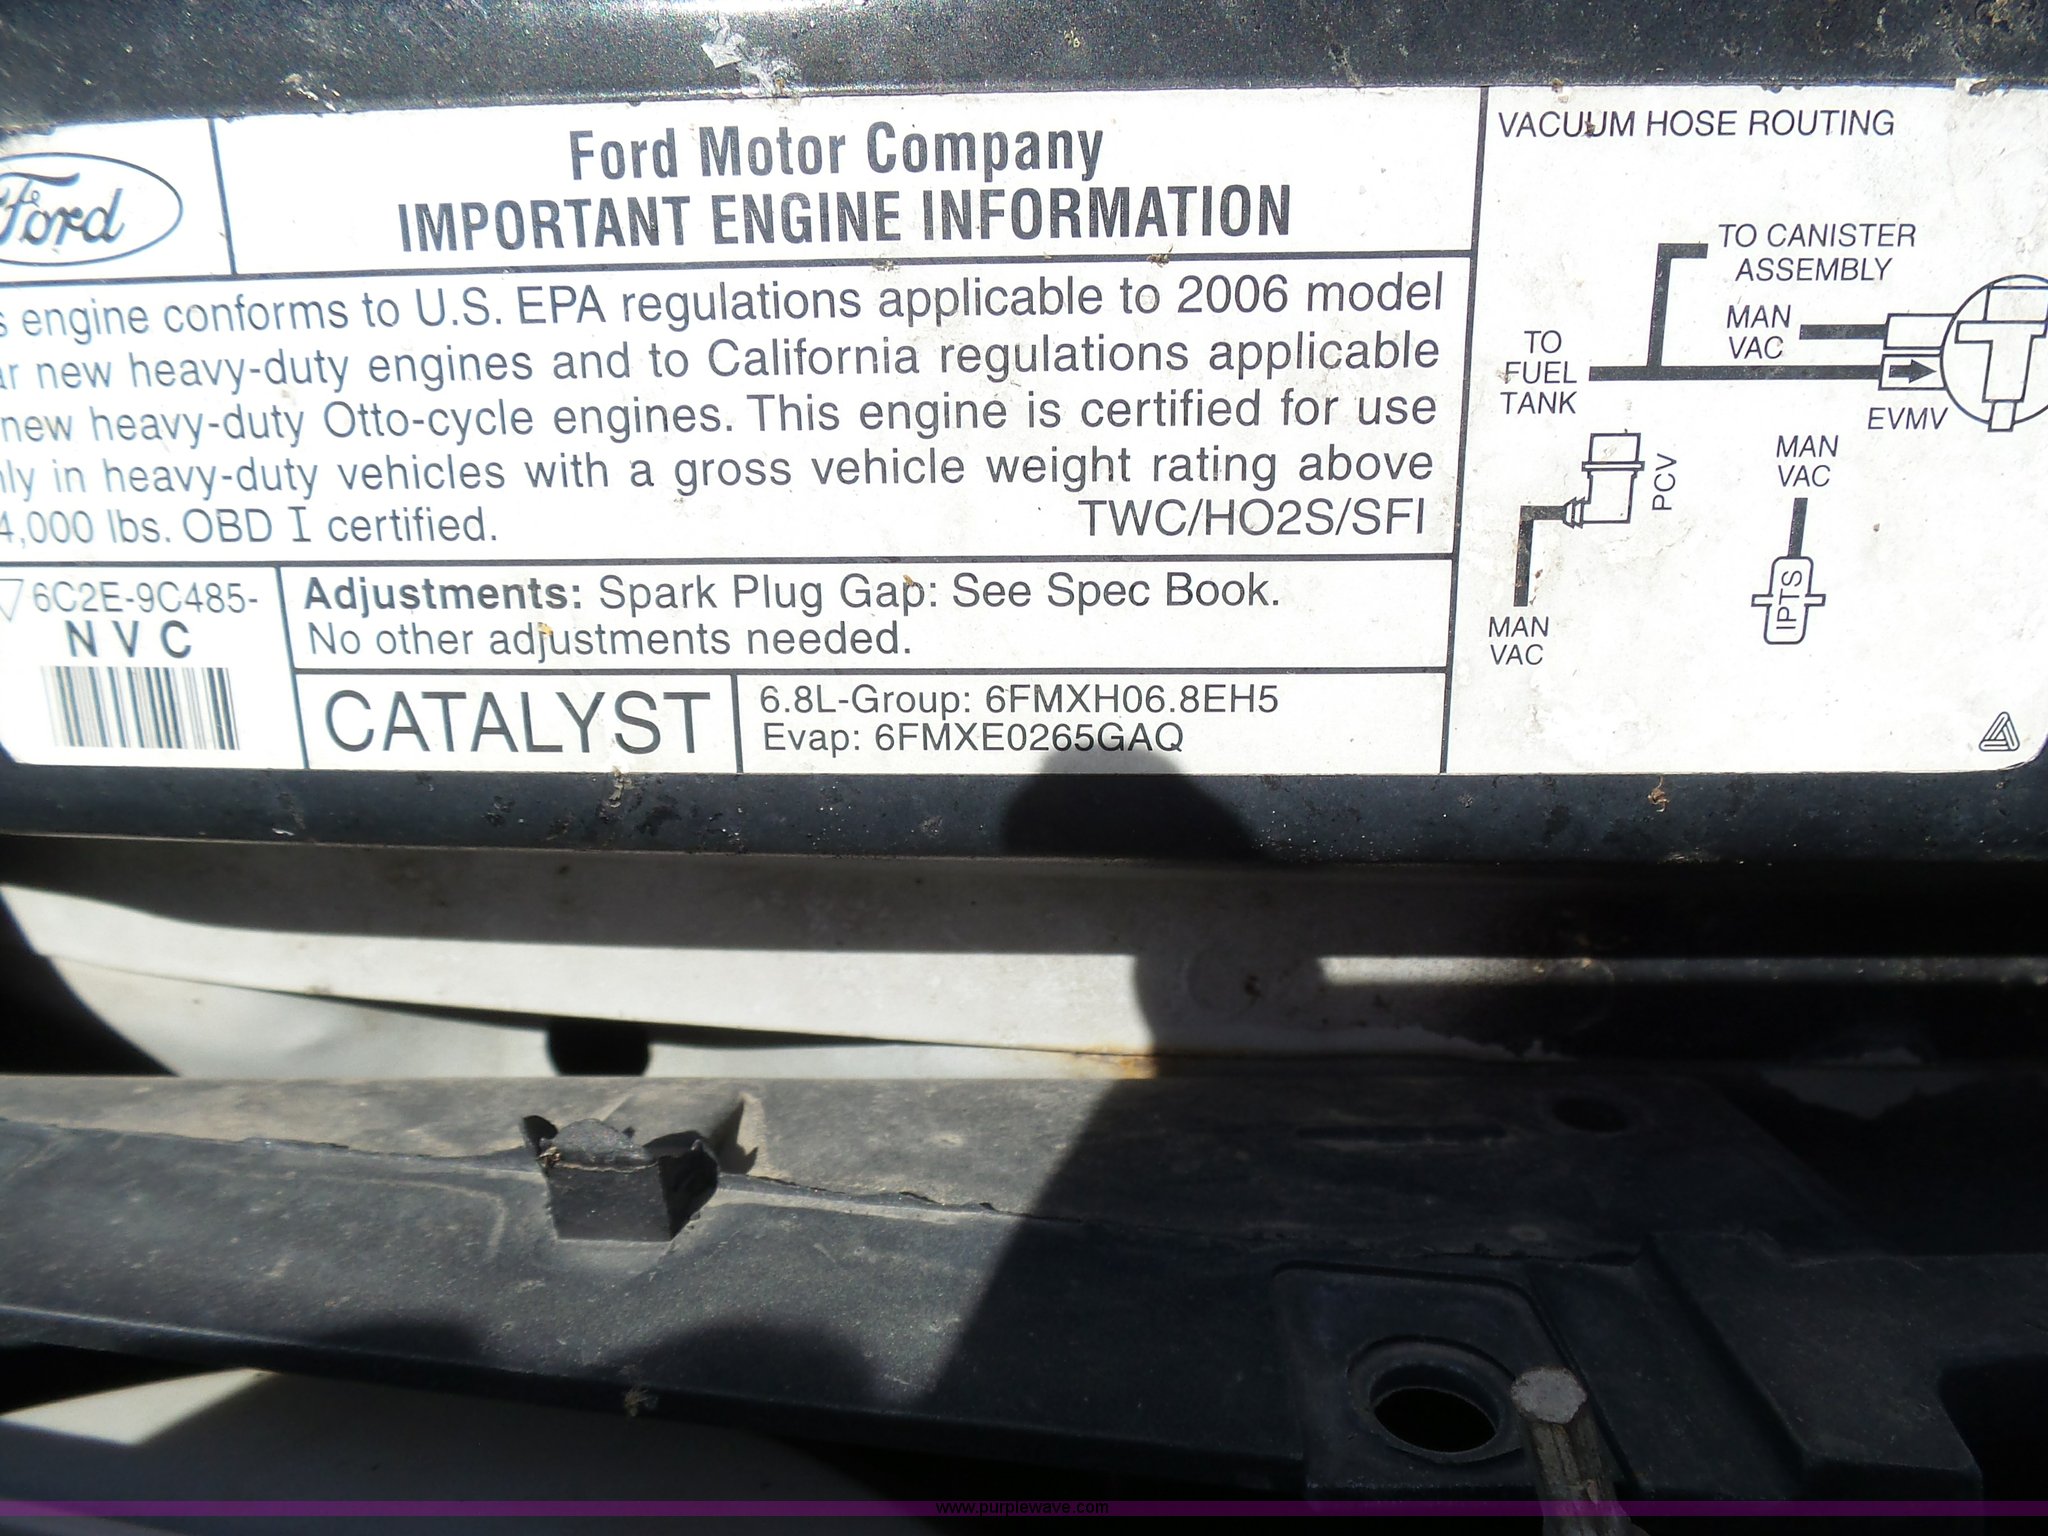 Ford
Ford Motor Company
IMPORTANT ENGINE INFORMATION
s engine conforms to U.S. EPA regulations applicable to 2006 model
ar new heavy-duty engines and to California regulations applicable
new heavy-duty Otto-cycle engines. This engine is certified for use
nly in heavy-duty vehicles with a gross vehicle weight rating above
4,000 lbs. OBD I certified.
TWC/HO2S/SFI
6C2E-9C485-
N V C
Adjustments: Spark Plug Gap: See Spec Book.
No other adjustments needed.
CATALYST
6.8L-Group: 6FMXH06.8EH5
Evap: 6FMXE0265GAQ
VACUUM HOSE ROUTING
TO CANISTER
ASSEMBLY
MAN
VAC
TO
FUEL
TANK
EVMV
PCV
MAN
VAC
IPTS
MAN
VAC
www.purplewave.com